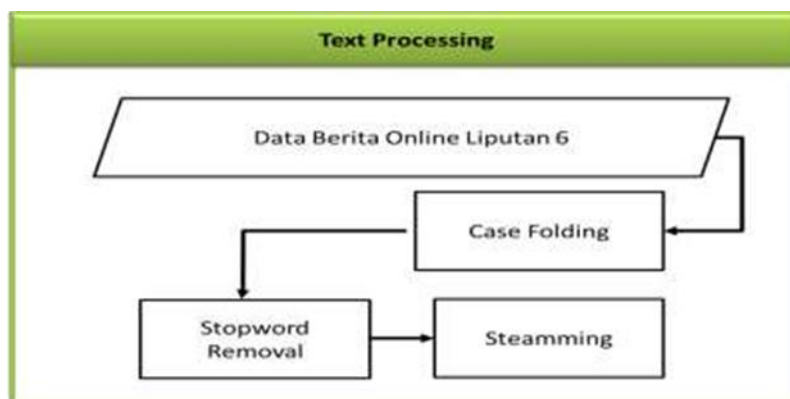 Text Processing
Data Berita Online Liputan 6
Case Folding
Stopword
Removal
Steamming